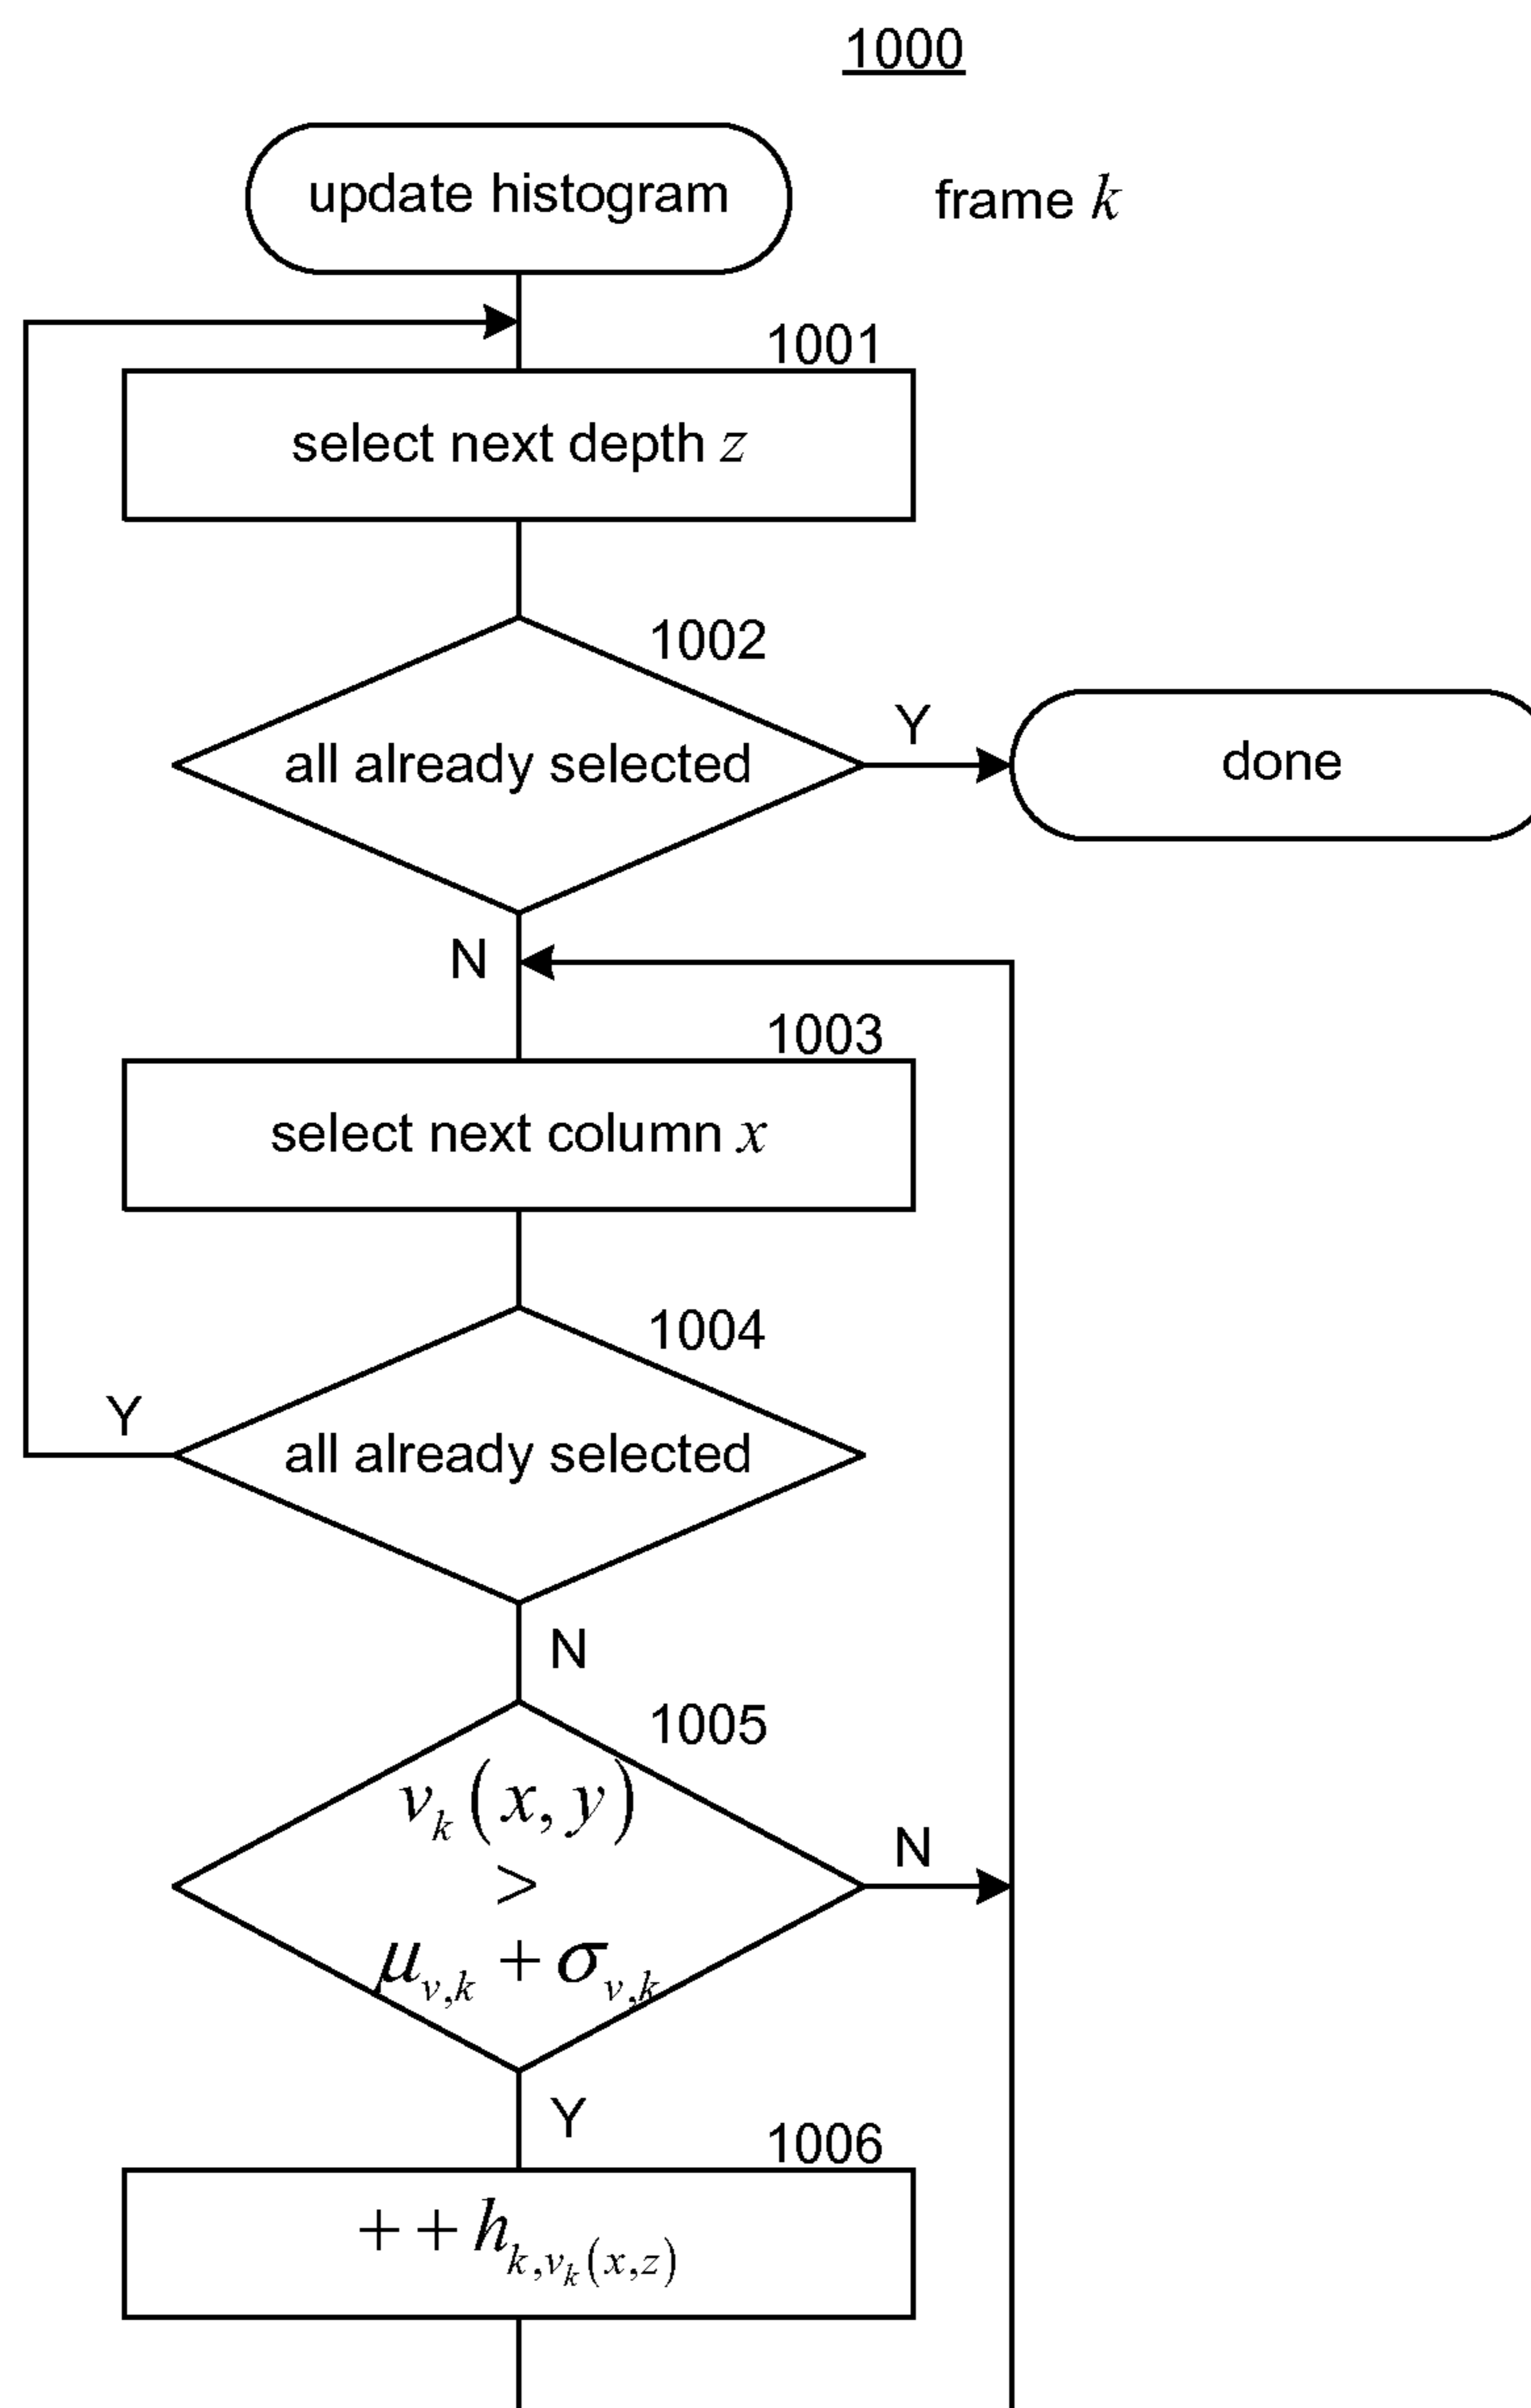 1000
update histogram
frame k
1001
select next depth z
1002
all already selected
Y
done
N
1003
select next column x
1004
Y
all already selected
N
1005
v_k(x, y)
>
μ_{v,k} + σ_{v,k}
N
Y
1006
++h_{k,v_k(x,z)}